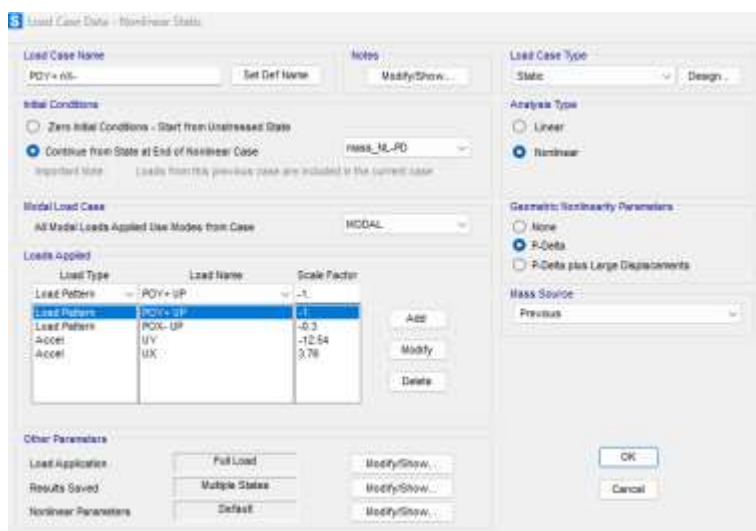 Load Case Data - Nonlinear Static
Load Case Name
Set Def Name
Notes
Modify/Show...
Load Case Type
Static
Design...
Initial Conditions
Zero Initial Conditions - Start from Unstressed State
Continue from State at End of Nonlinear Case
mass_NL-PD
Important Note: Loads from this previous case are included in the current case
Analysis Type
Linear
Nonlinear
Modal Load Case
All Modal Loads Applied Use Modes from Case
MODAL
Geometric Nonlinearity Parameters
None
P-Delta
P-Delta plus Large Displacements
Loads Applied
Load Type Load Name Scale Factor
Load Pattern PDY+ UP -1.
Load Pattern PDY+ UP -1.
Load Pattern PDX- UP -0.3
Accel UY -12.54
Accel UX 3.76
Add
Modify
Delete
Mass Source
Previous
Other Parameters
Load Application Full Load Modify/Show...
Results Saved Multiple States Modify/Show...
Nonlinear Parameters Default Modify/Show...
OK
Cancel